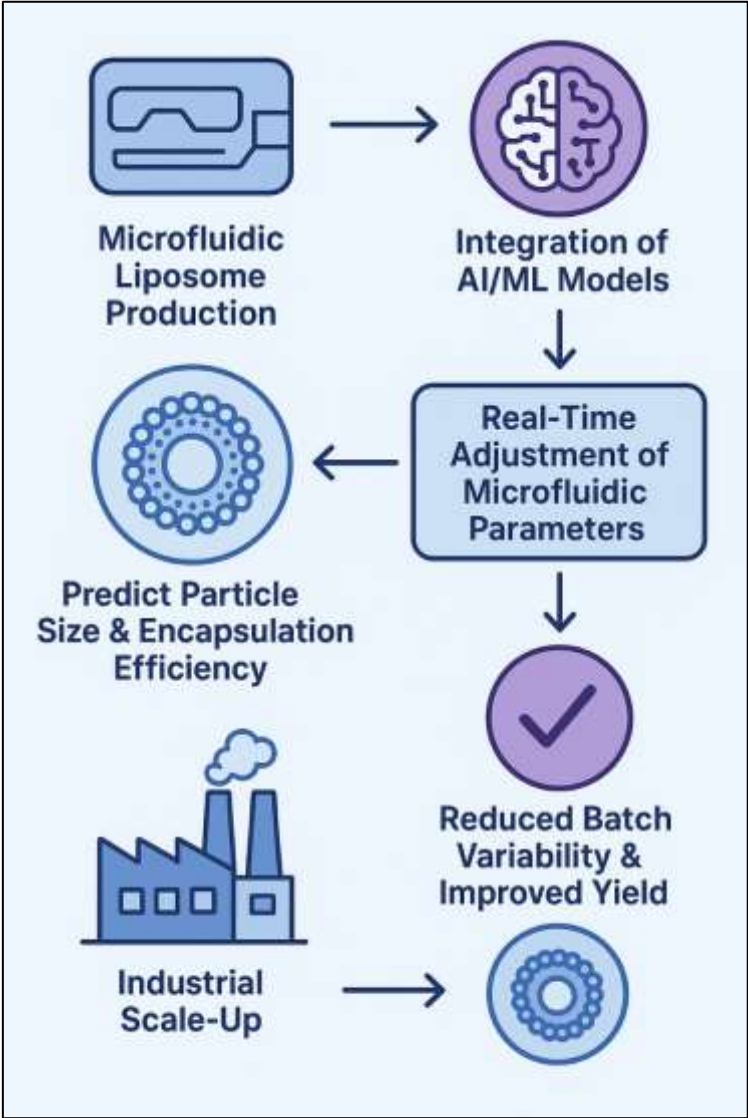 Microfluidic
Liposome
Production
Integration of
AI/ML Models
Real-Time
Adjustment of
Microfluidic
Parameters
Predict Particle
Size & Encapsulation
Efficiency
Reduced Batch
Variability &
Improved Yield
Industrial
Scale-Up